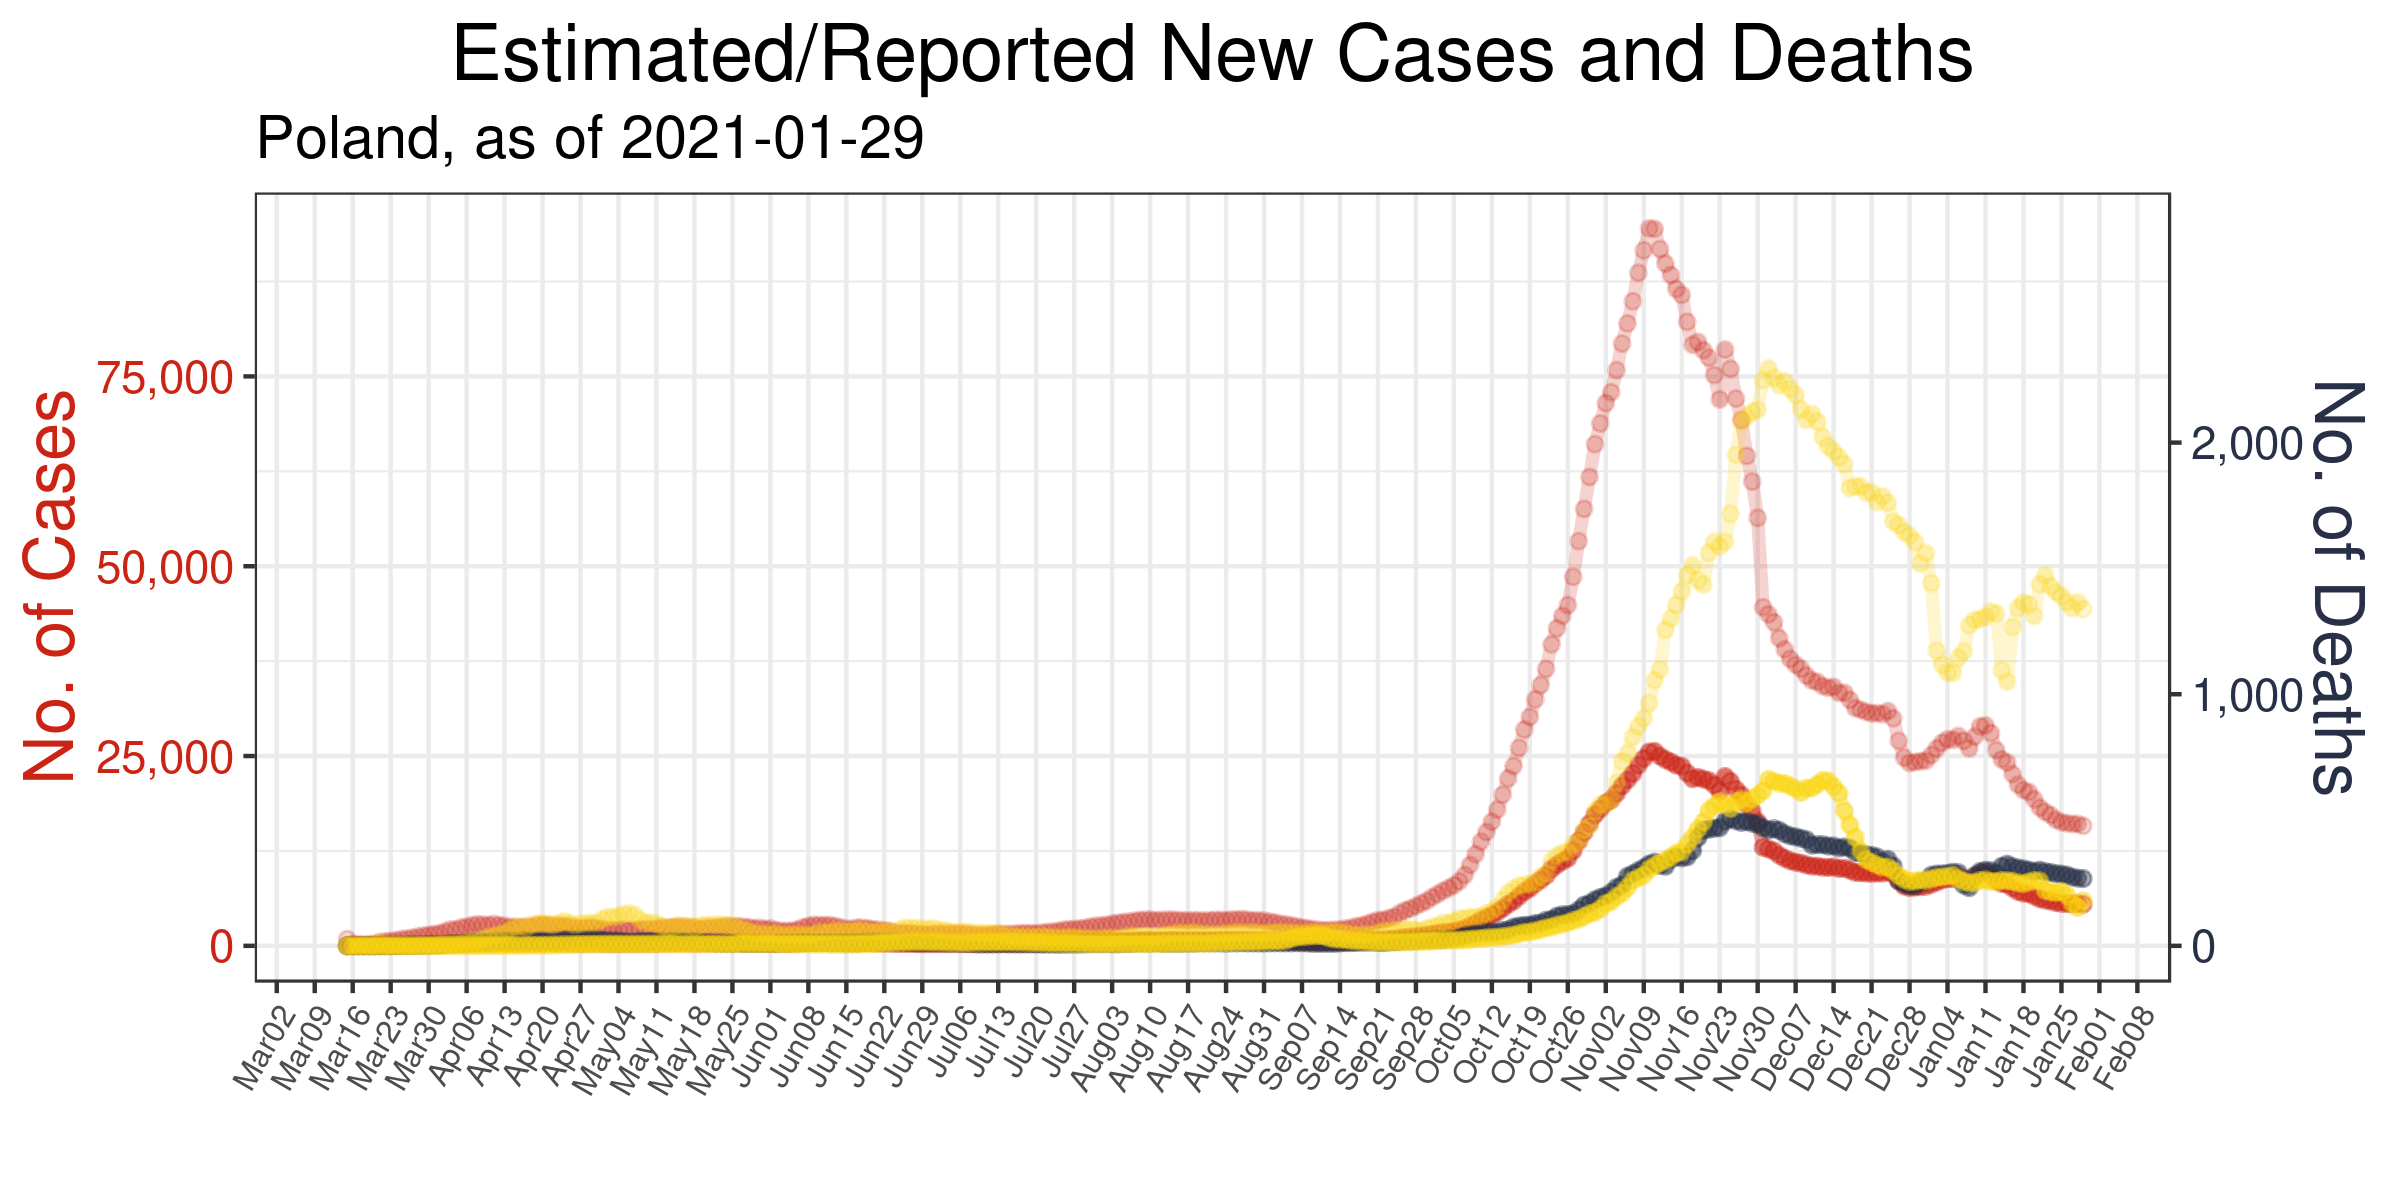 Estimated/Reported New Cases and Deaths
Poland, as of 2021-01-29
No. of Cases
75,000
50,000
25,000
0
No. of Deaths
2,000
1,000
0
Mar02
Mar09
Mar16
Mar23
Mar30
Apr06
Apr13
Apr20
Apr27
May04
May11
May18
May25
Jun01
Jun08
Jun15
Jun22
Jun29
Jul06
Jul13
Jul20
Jul27
Aug03
Aug10
Aug17
Aug24
Aug31
Sep07
Sep14
Sep21
Sep28
Oct05
Oct12
Oct19
Oct26
Nov02
Nov09
Nov16
Nov23
Nov30
Dec07
Dec14
Dec21
Dec28
Jan04
Jan11
Jan18
Jan25
Feb01
Feb08